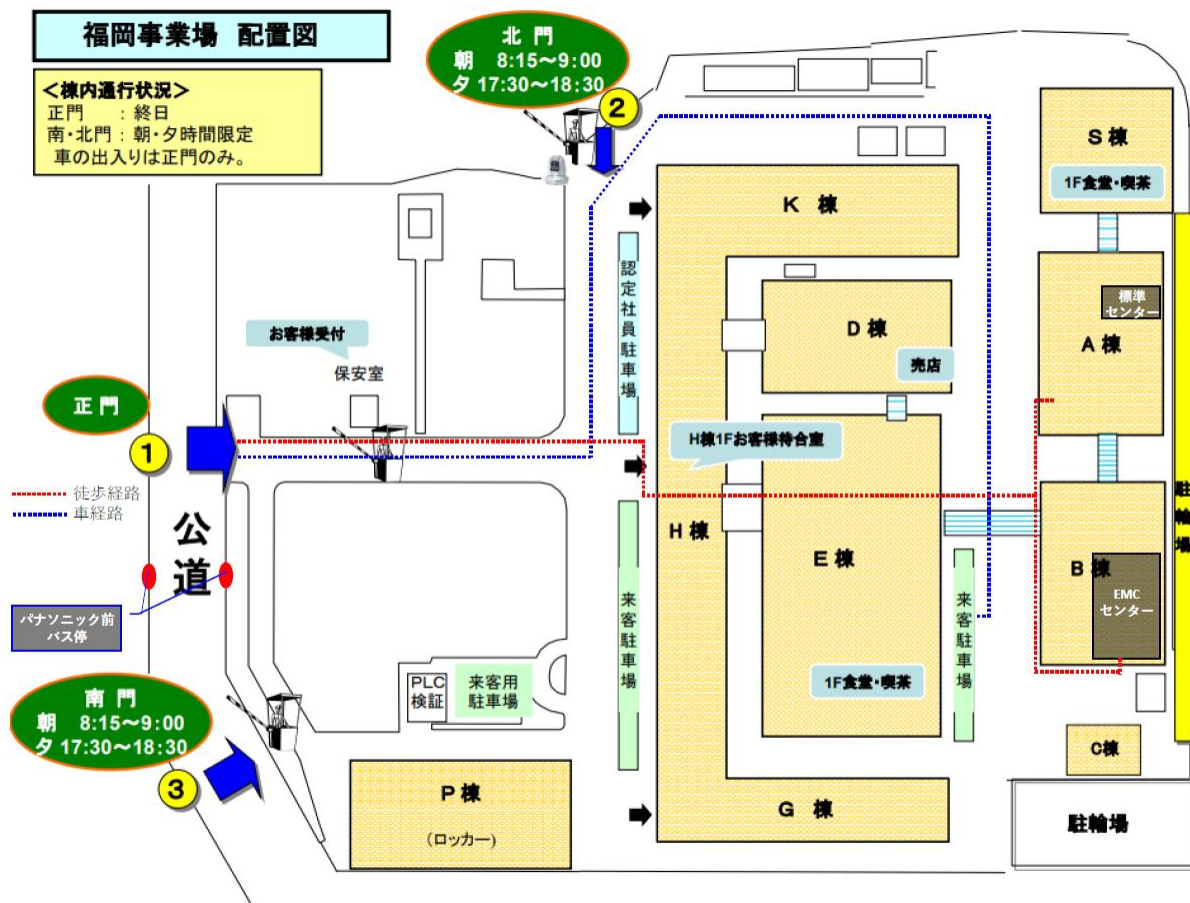 福岡事業場 配置図
＜棟内通行状況＞
正門 ：終日
南・北門：朝・夕時間限定
車の出入りは正門のみ。
北 門
朝 8:15～9:00
夕 17:30～18:30
2
S 棟
1F食堂・喫茶
K 棟
認定社員駐車場
標準
センター
A 棟
D 棟
売店
お客様受付
保安室
正 門
1
H棟1Fお客様待合室
徒歩経路
車経路
公道
H 棟
E 棟
B 棟
EMC
センター
駐輪場
パナソニック前
バス停
来客駐車場
来客駐車場
南 門
朝 8:15～9:00
夕 17:30～18:30
3
PLC
検証
来客用
駐車場
1F食堂・喫茶
C棟
P 棟
(ロッカー)
G 棟
駐輪場